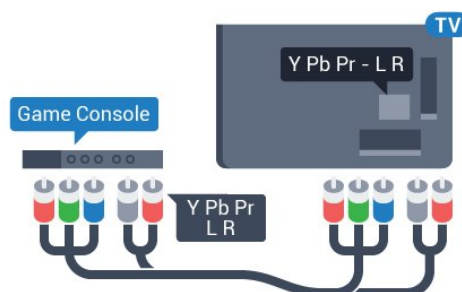 TV
Y Pb Pr - L R
Game Console
Y Pb Pr
L R